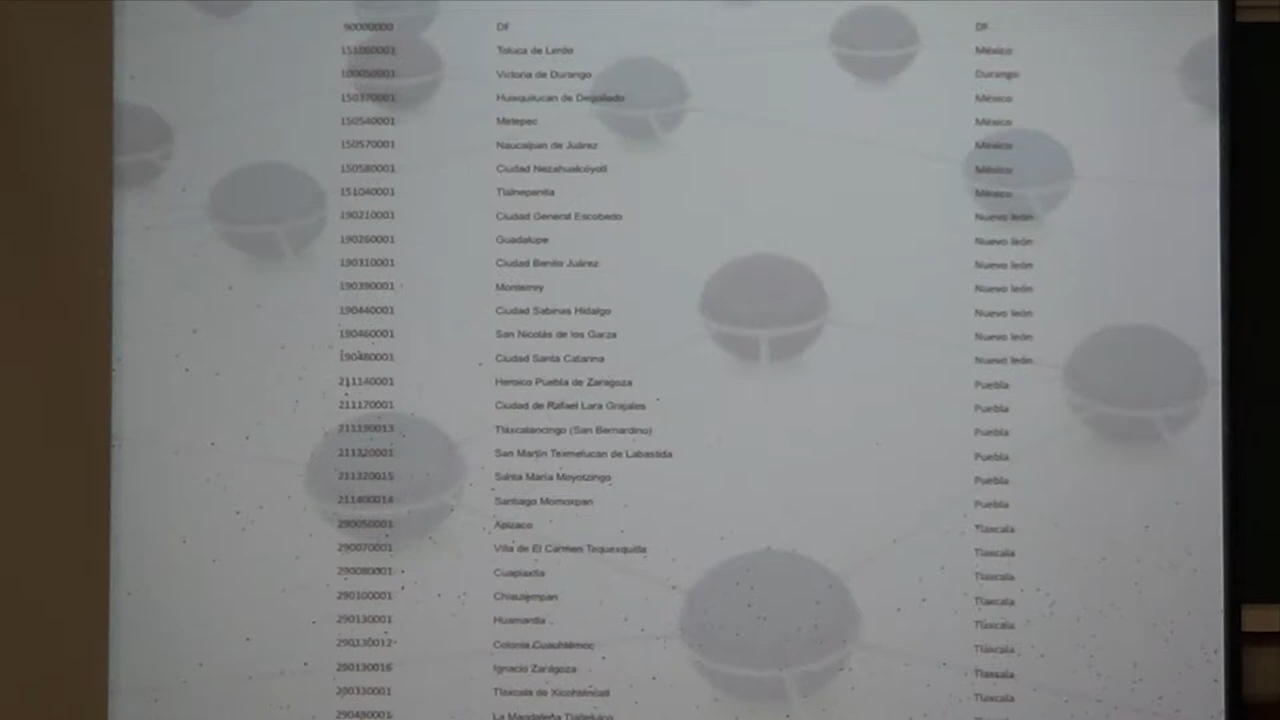 90000000 DF DF
151060001 Toluca de Lerdo México
100050001 Victoria de Durango Durango
150370001 Huixquilucan de Degollado México
150540001 Metepec México
150570001 Naucalpan de Juárez México
150580001 Ciudad Nezahualcóyotl México
151040001 Tlalnepantla México
190210001 Ciudad General Escobedo Nuevo león
190260001 Guadalupe Nuevo león
190310001 Ciudad Benito Juárez Nuevo león
190390001 Monterrey Nuevo león
190440001 Ciudad Sabinas Hidalgo Nuevo león
190460001 San Nicolás de los Garza Nuevo león
190480001 Ciudad Santa Catarina Nuevo león
211140001 Heroico Puebla de Zaragoza Puebla
211170001 Ciudad de Rafael Lara Grajales Puebla
Tlaxcalancingo (San Bernardino) Puebla
211320001 San Martín Texmelucan de Labastida Puebla
211320015 Santa María Moyotzingo Puebla
211400014 Santiago Momoxpan Puebla
290050001 Apizaco Tlaxcala
290070001 Villa de El Carmen Tequexquitla Tlaxcala
290080001 Cuapiaxtla Tlaxcala
290100001 Chiautempan Tlaxcala
290130001 Huamantla Tlaxcala
290130012 Colonia Cuauhtémoc Tlaxcala
290130016 Ignacio Zaragoza Tlaxcala
290330001 Tlaxcala de Xicohténcatl Tlaxcala
290480001 La Magdalena Tlaltelulco